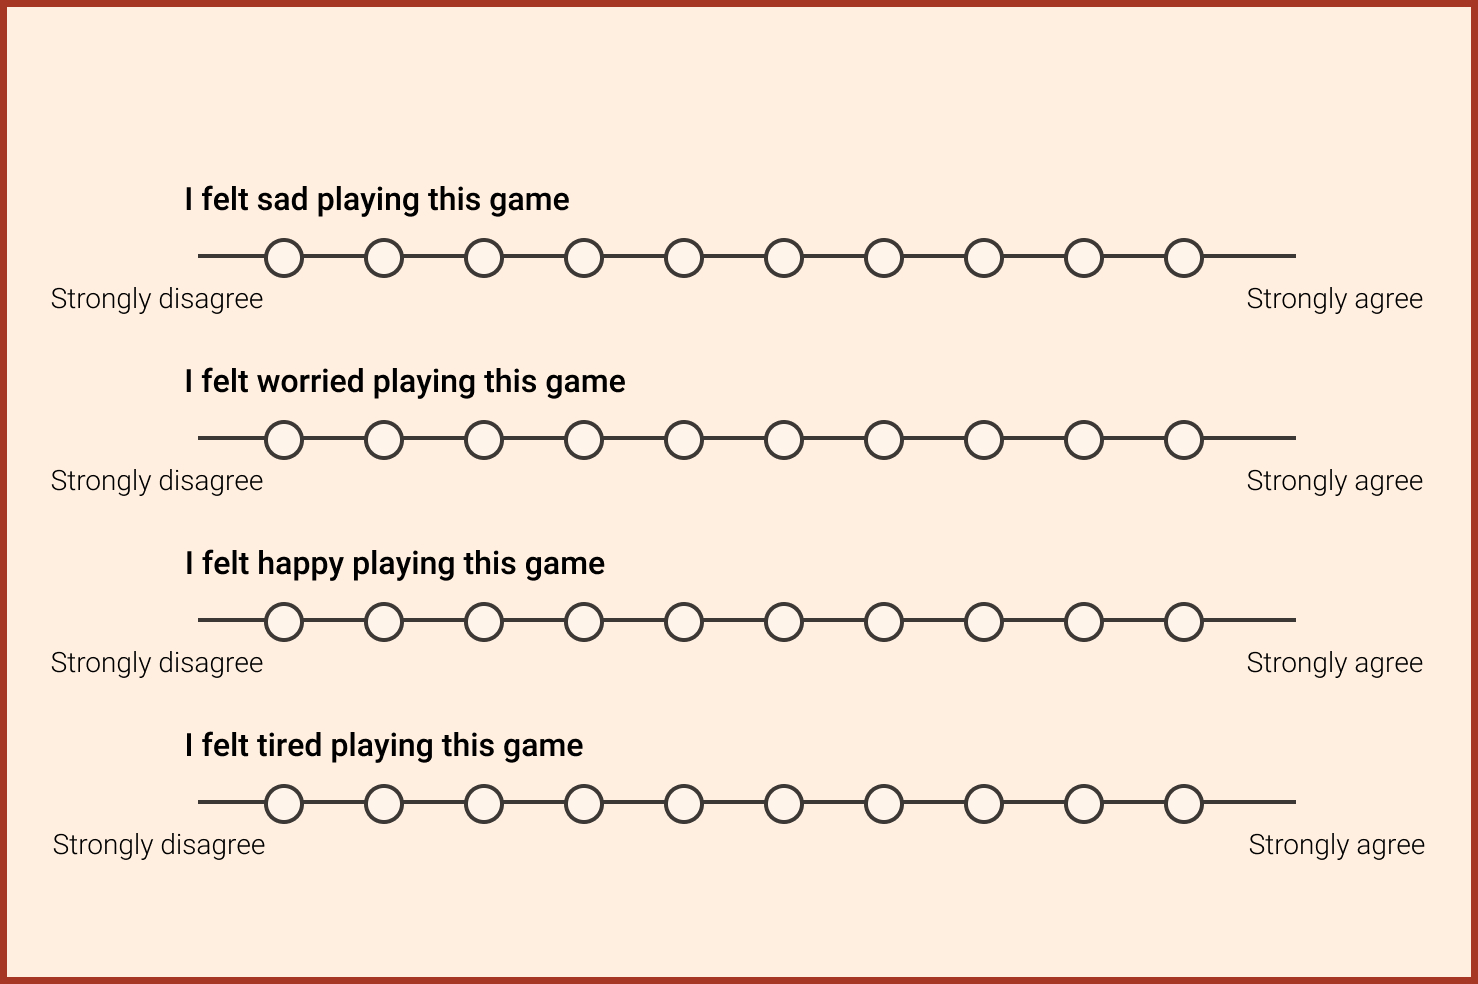 I felt sad playing this game
Strongly disagree Strongly agree
I felt worried playing this game
Strongly disagree Strongly agree
I felt happy playing this game
Strongly disagree Strongly agree
I felt tired playing this game
Strongly disagree Strongly agree